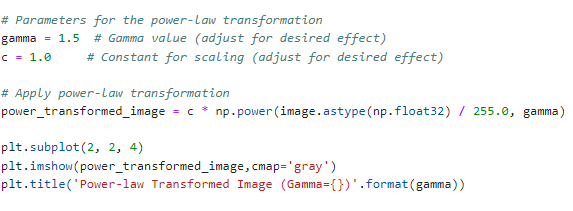 # Parameters for the power-law transformation
gamma = 1.5  # Gamma value (adjust for desired effect)
c = 1.0     # Constant for scaling (adjust for desired effect)
# Apply power-law transformation
power_transformed_image = c * np.power(image.astype(np.float32) / 255.0, gamma)
plt.subplot(2, 2, 4)
plt.imshow(power_transformed_image,cmap='gray')
plt.title('Power-law Transformed Image (Gamma={})'.format(gamma))